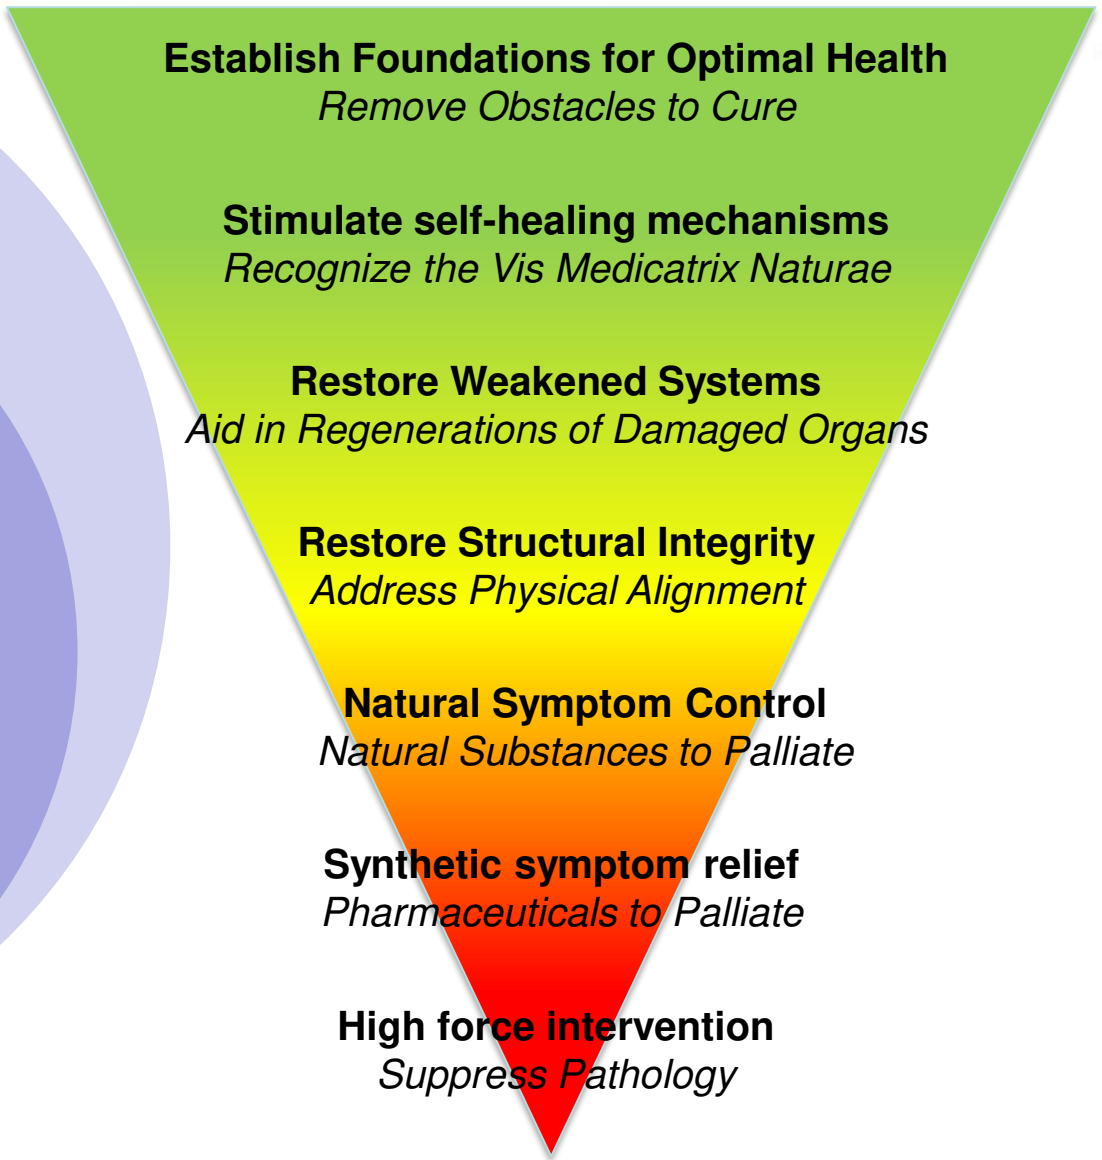 Establish Foundations for Optimal Health
Remove Obstacles to Cure
Stimulate self-healing mechanisms
Recognize the Vis Medicatrix Naturae
Restore Weakened Systems
Aid in Regenerations of Damaged Organs
Restore Structural Integrity
Address Physical Alignment
Natural Symptom Control
Natural Substances to Palliate
Synthetic symptom relief
Pharmaceuticals to Palliate
High force intervention
Suppress Pathology